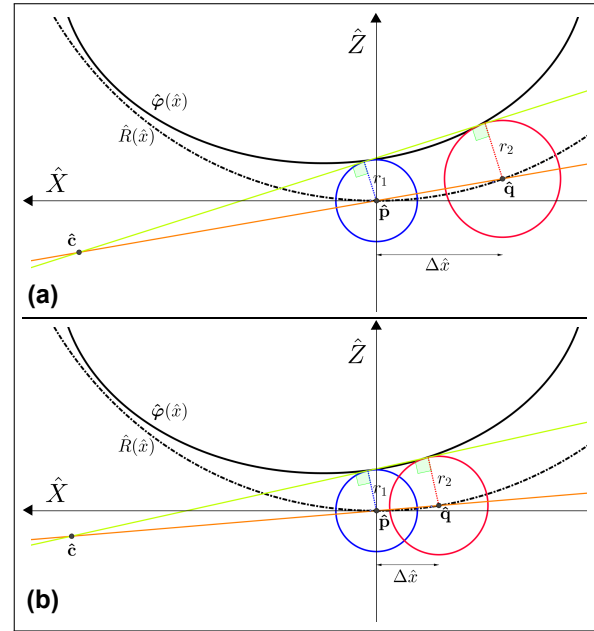 Ẑ
φ̂(x̂)
R̂(x̂)
X̂
r₁
r₂
p̂
q̂
ĉ
Δx̂
(a)
Ẑ
φ̂(x̂)
R̂(x̂)
X̂
r₁
r₂
p̂
q̂
ĉ
Δx̂
(b)